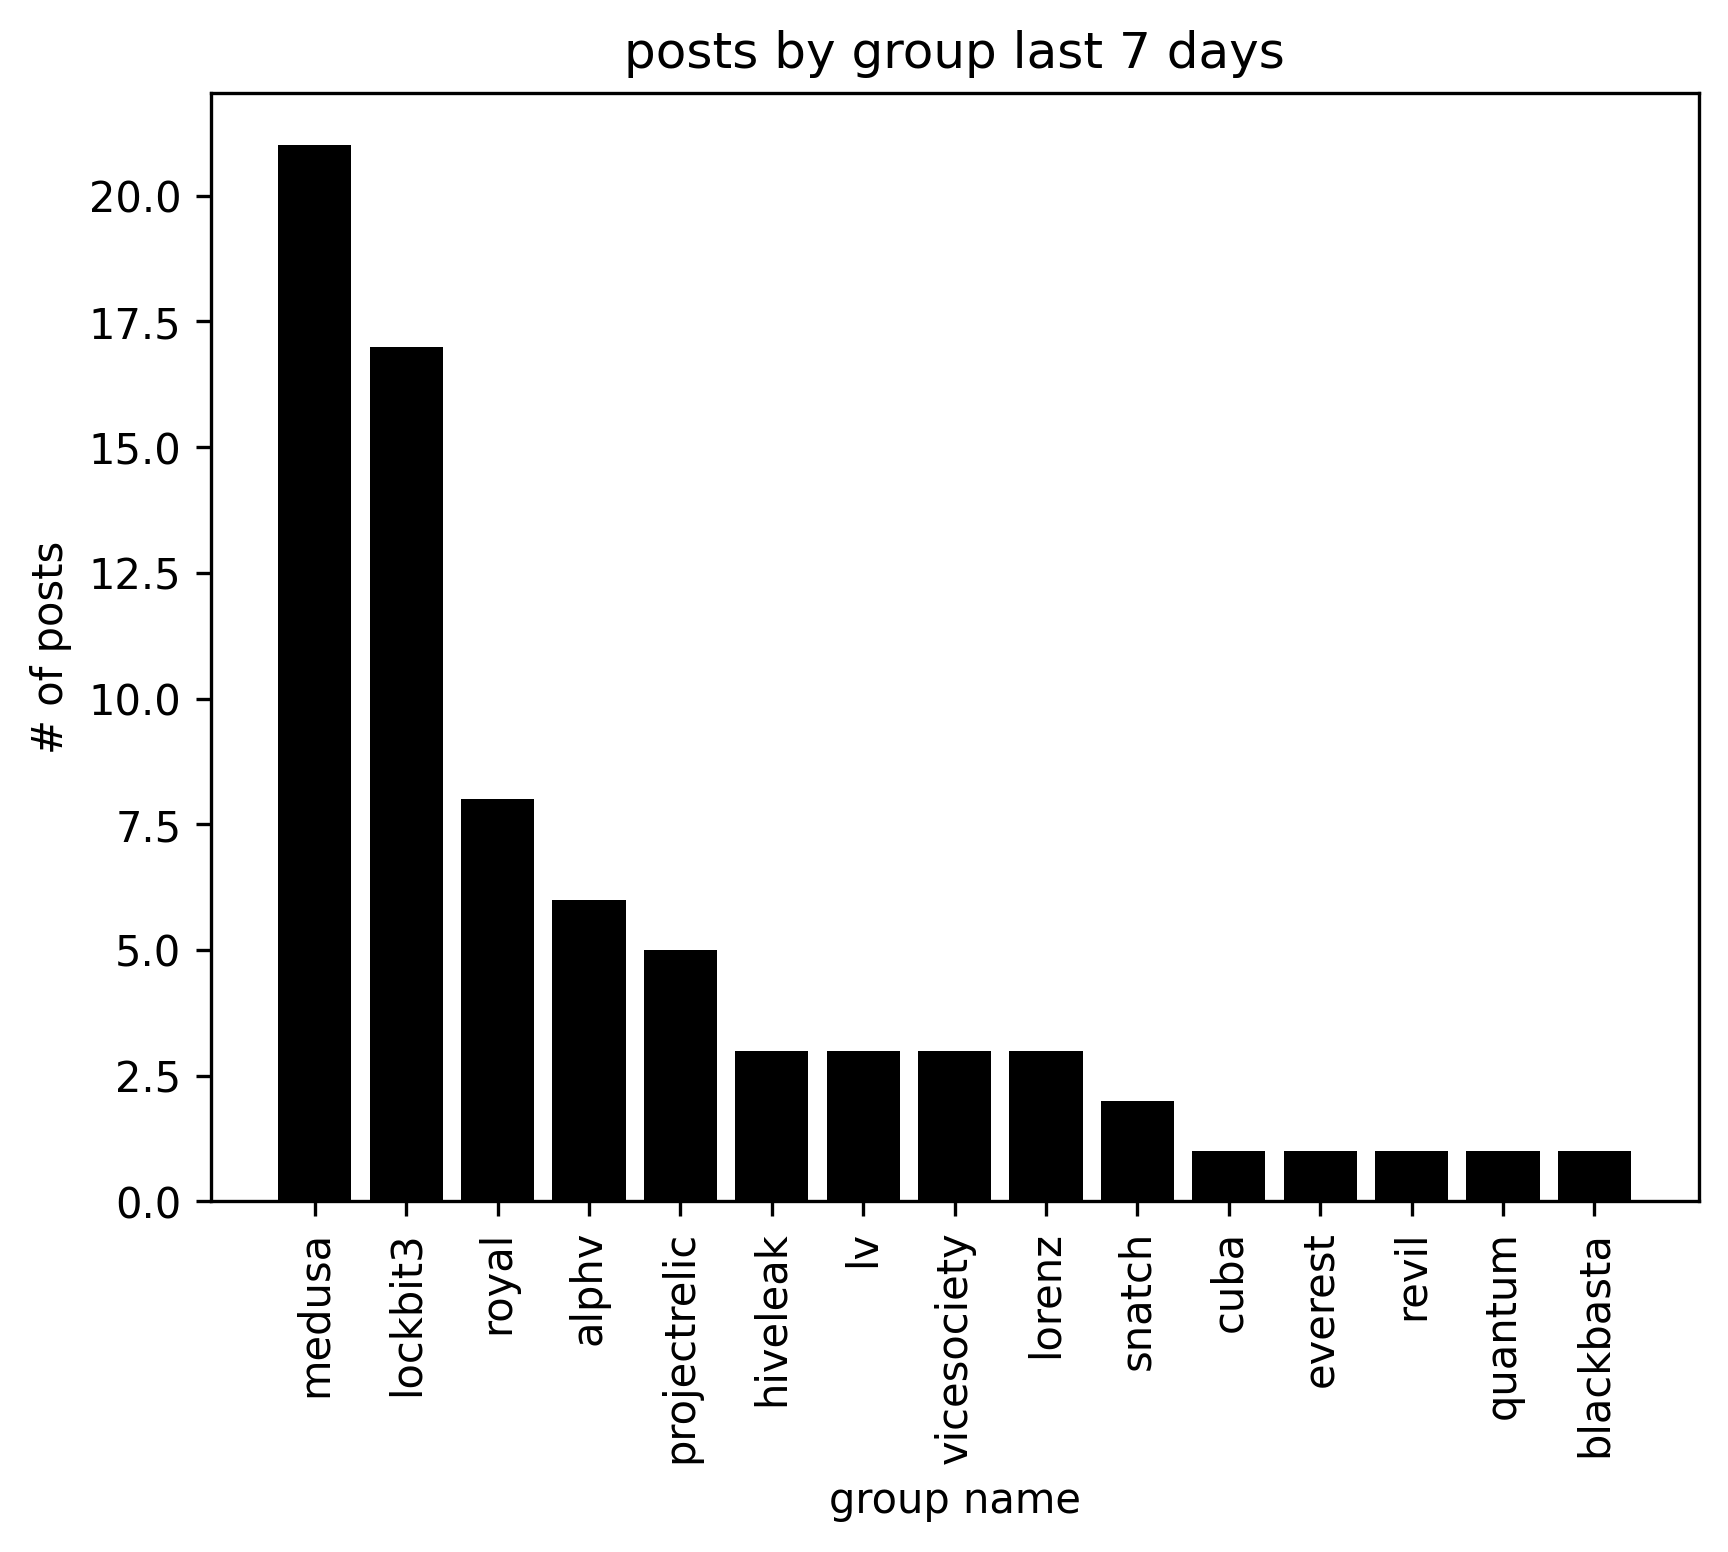 posts by group last 7 days
# of posts
20.0
17.5
15.0
12.5
10.0
7.5
5.0
2.5
0.0
medusa
lockbit3
royal
alphv
projectrelic
hiveleak
lv
vicesociety
lorenz
snatch
cuba
everest
revil
quantum
blackbasta
group name